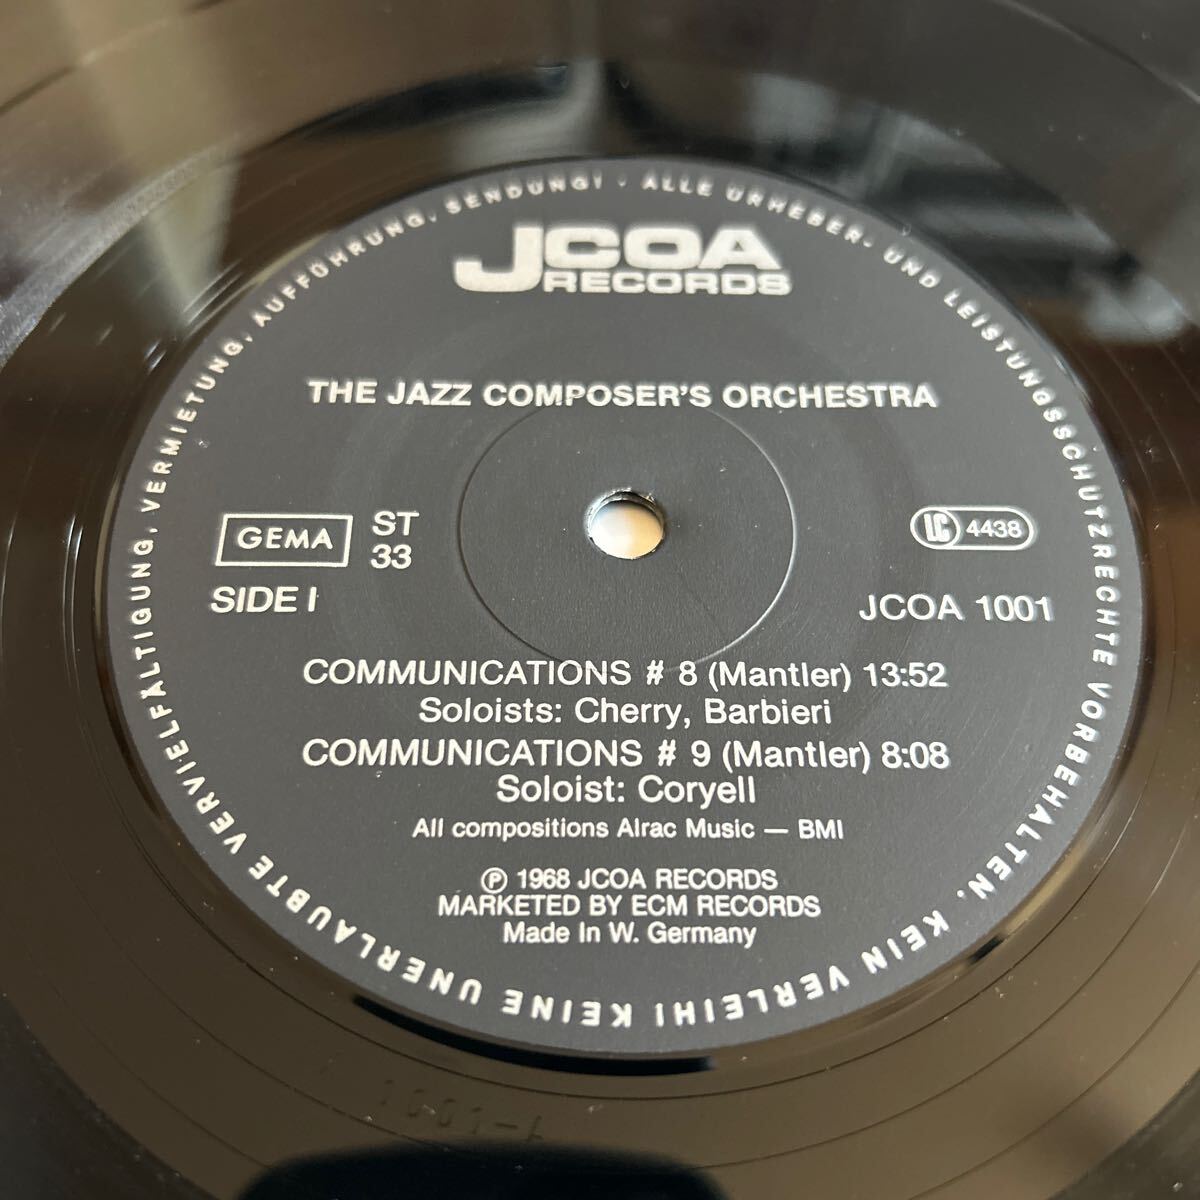 JCOA
RECORDS
THE JAZZ COMPOSER'S ORCHESTRA
GEMA
ST
33
SIDE I
LC 4438
JCOA 1001
COMMUNICATIONS # 8 (Mantler) 13:52
Soloists: Cherry, Barbieri
COMMUNICATIONS # 9 (Mantler) 8:08
Soloist: Coryell
All compositions Alrac Music — BMI
Ⓟ 1968 JCOA RECORDS
MARKETED BY ECM RECORDS
Made In W. Germany
ALLE URHEBER- UND LEISTUNGSSCHUTZRECHTE VORBEHALTEN. KEIN VERLEIH! KEINE UNERLAUBTE VERVIELFÄLTIGUNG, VERMIETUNG, AUFFÜHRUNG, SENDUNG! ·